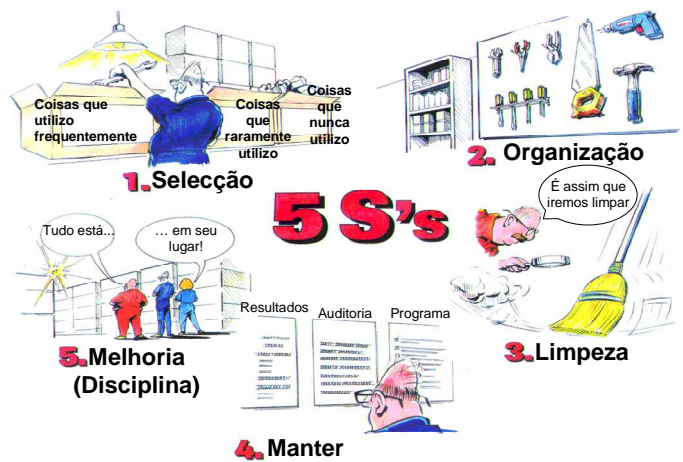 Coisas que
utilizo
frequentemente
Coisas
que
raramente
utilizo
Coisas
que
nunca
utilizo
1.Selecção
2. Organização
5 S's
É assim que
iremos limpar
3.Limpeza
Resultados
Auditoria
Programa
4. Manter
Tudo está...
… em seu
lugar!
5.Melhoria
(Disciplina)